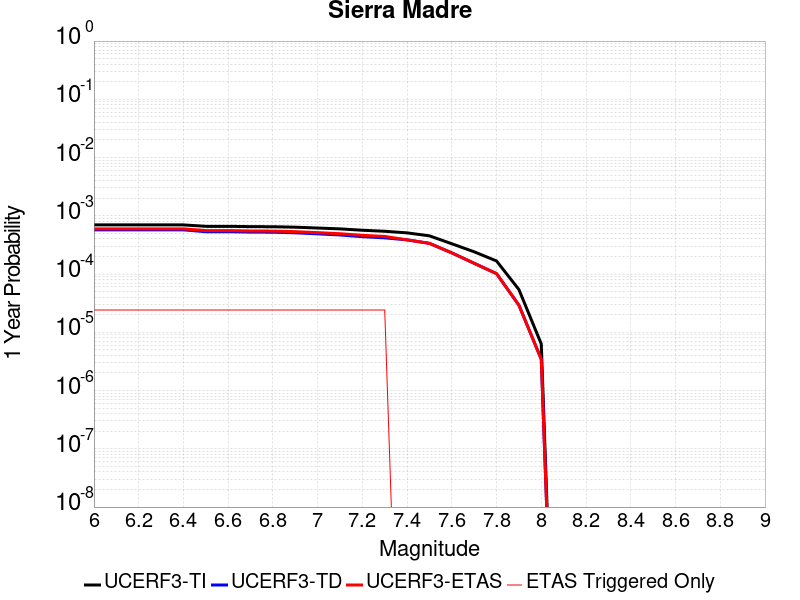 Sierra Madre
10^0
10^-1
10^-2
10^-3
10^-4
10^-5
10^-6
10^-7
10^-8
1 Year Probability
6 6.2 6.4 6.6 6.8 7 7.2 7.4 7.6 7.8 8 8.2 8.4 8.6 8.8 9
Magnitude
UCERF3-TI UCERF3-TD UCERF3-ETAS ETAS Triggered Only